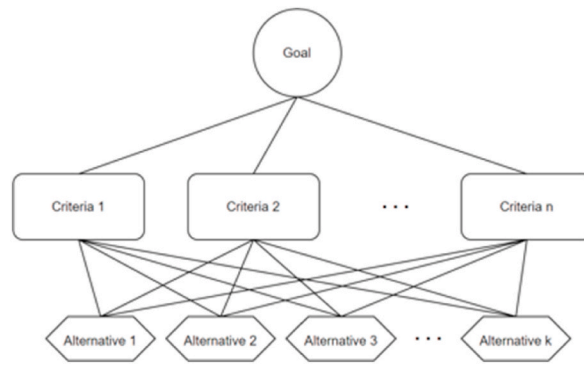 Goal
Criteria 1
Criteria 2
. . .
Criteria n
Alternative 1
Alternative 2
Alternative 3
. . .
Alternative k